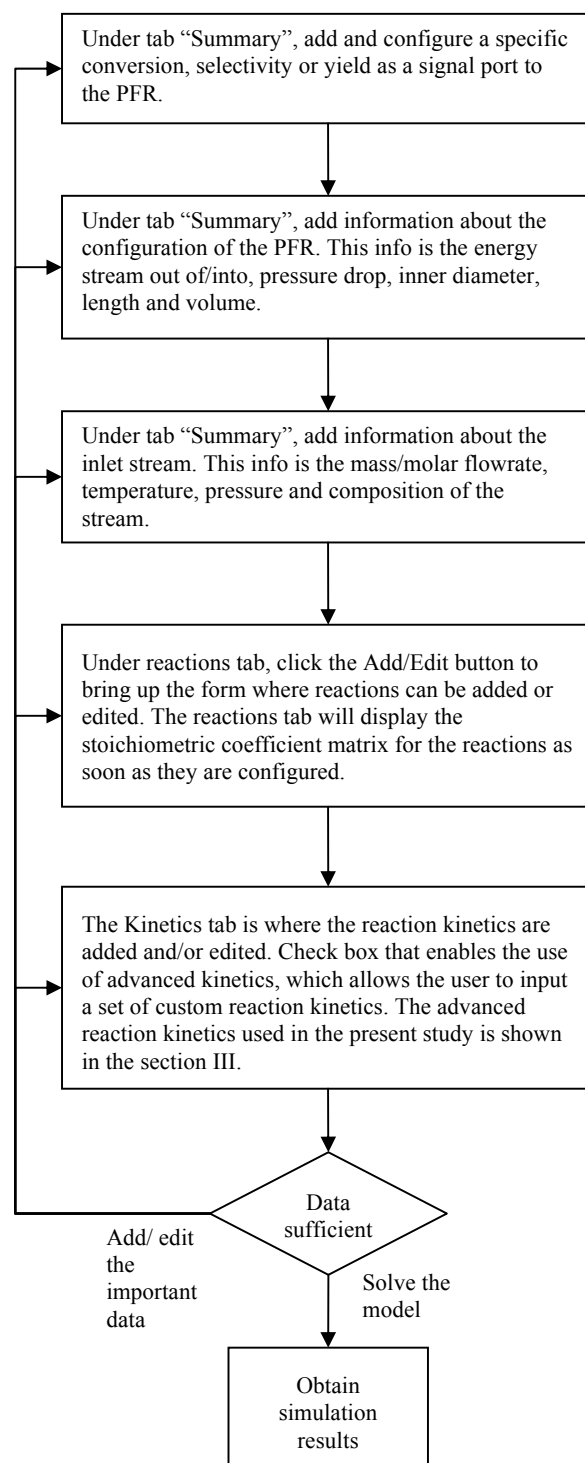 Under tab “Summary”, add and configure a specific
conversion, selectivity or yield as a signal port to
the PFR.
Under tab “Summary”, add information about the
configuration of the PFR. This info is the energy
stream out of/into, pressure drop, inner diameter,
length and volume.
Under tab “Summary”, add information about the
inlet stream. This info is the mass/molar flowrate,
temperature, pressure and composition of the
stream.
Under reactions tab, click the Add/Edit button to
bring up the form where reactions can be added or
edited. The reactions tab will display the
stoichiometric coefficient matrix for the reactions as
soon as they are configured.
The Kinetics tab is where the reaction kinetics are
added and/or edited. Check box that enables the use
of advanced kinetics, which allows the user to input
a set of custom reaction kinetics. The advanced
reaction kinetics used in the present study is shown
in the section III.
Data
sufficient
Add/ edit
the
important
data
Solve the
model
Obtain
simulation
results